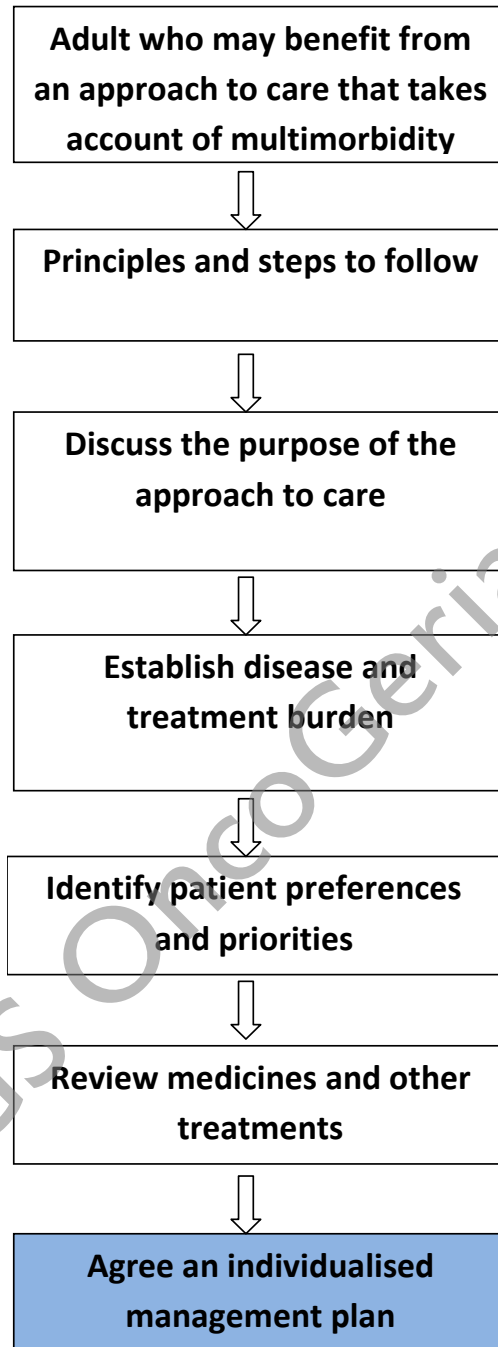 Adult who may benefit from
an approach to care that takes
account of multimorbidity
Principles and steps to follow
Discuss the purpose of the
approach to care
Establish disease and
treatment burden
Identify patient preferences
and priorities
Review medicines and other
treatments
Agree an individualised
management plan